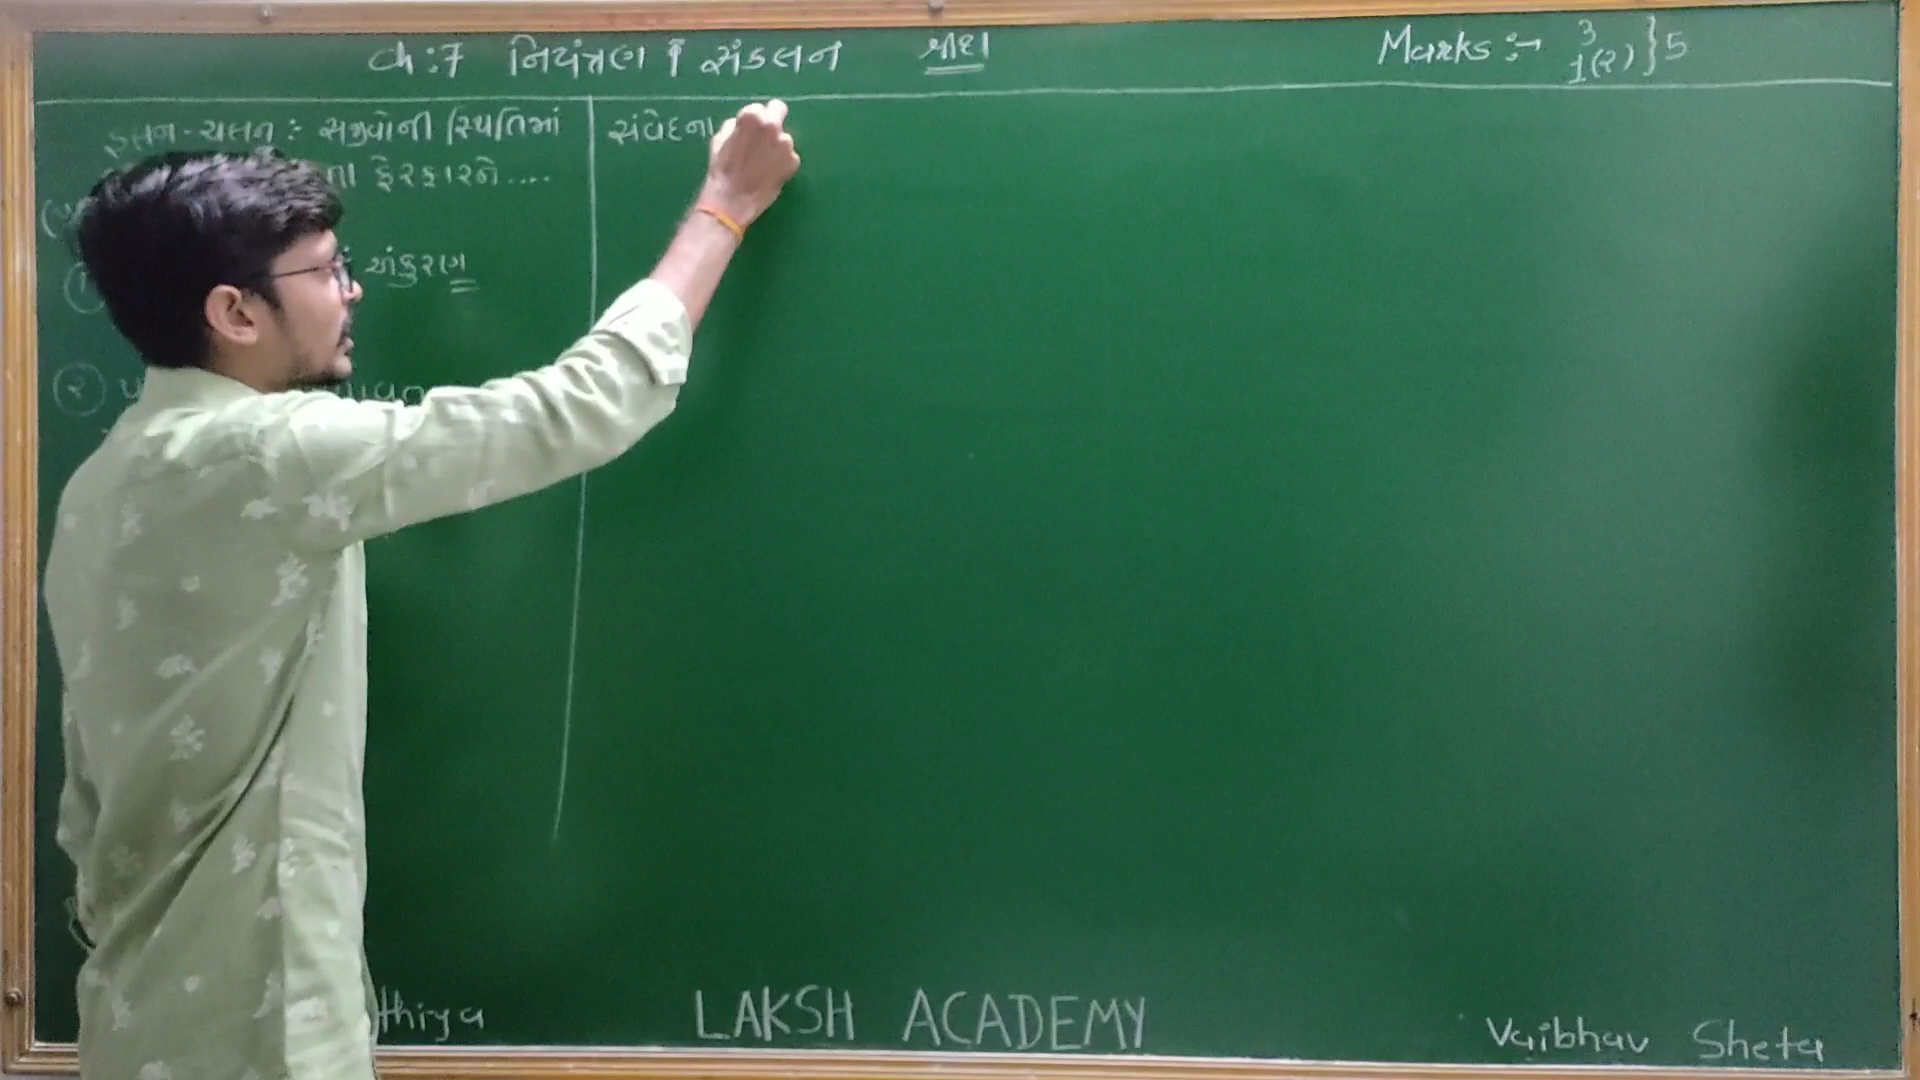 Ch:7 નિયંત્રણ અને સંકલન
Marks :→ 3
1(2) } 5
હલન-ચલન :- સજીવોની સ્થિતિમાં
ના ફેરફારને....
અંકુરણ
૨
સંવેદના
thiya
LAKSH ACADEMY
Vaibhav Sheta